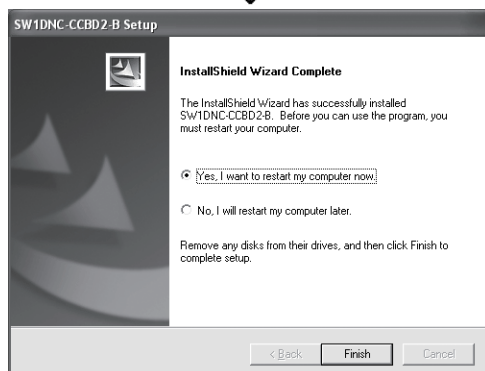 SW1DNC-CCBD2-B Setup
InstallShield Wizard Complete
The InstallShield Wizard has successfully installed
SW1DNC-CCBD2-B. Before you can use the program, you
must restart your computer.
Yes, I want to restart my computer now.
No, I will restart my computer later.
Remove any disks from their drives, and then click Finish to
complete setup.
< Back Finish Cancel